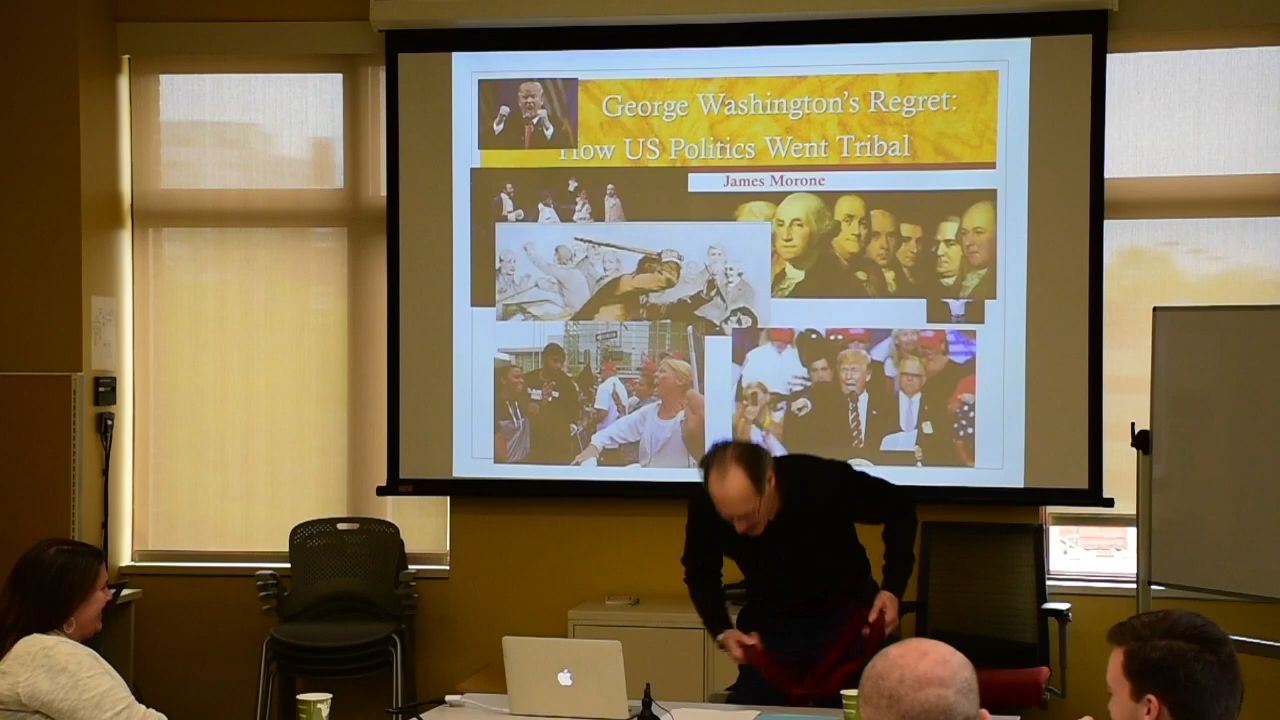 George Washington's Regret:
How US Politics Went Tribal
James Morone